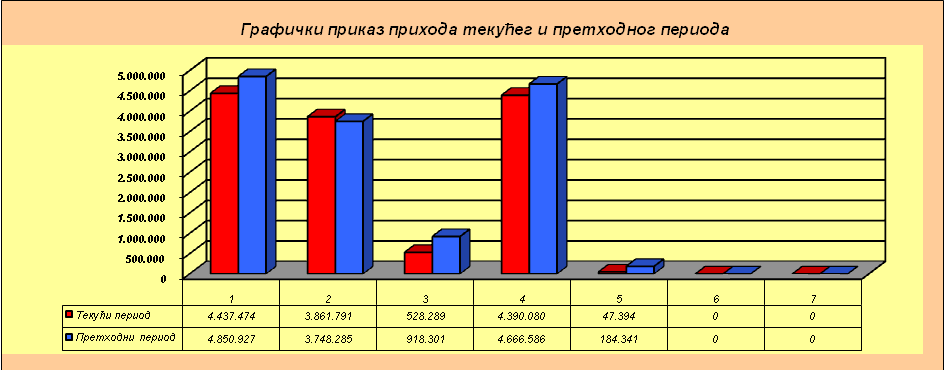 Графички приказ прихода текућег и претходног периода
5.000.000
4.500.000
4.000.000
3.500.000
3.000.000
2.500.000
2.000.000
1.500.000
1.000.000
500.000
0
1 2 3 4 5 6 7
Текући период 4.437.474 3.861.791 528.289 4.390.080 47.394 0 0
Претходни период 4.850.927 3.748.285 918.301 4.666.586 184.341 0 0